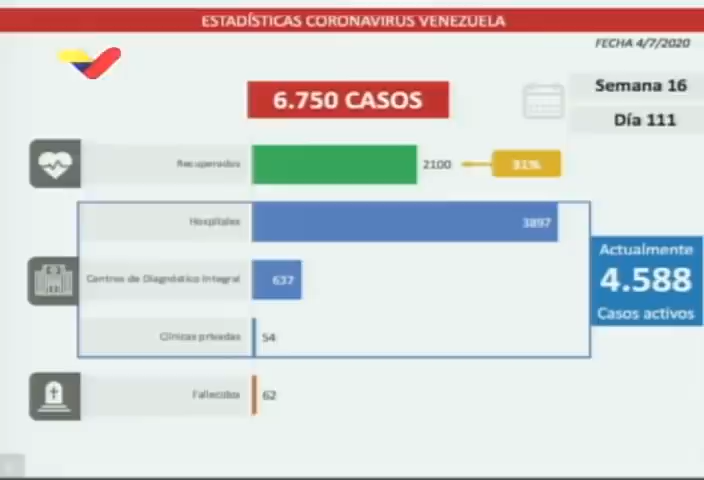 ESTADÍSTICAS CORONAVIRUS VENEZUELA
FECHA 4/7/2020
6.750 CASOS
Semana 16
Día 111
Recuperados
2100
31%
Hospitales
3897
Centros de Diagnóstico Integral
637
Clínicas privadas
54
Actualmente
4.588
Casos activos
Fallecidos
62